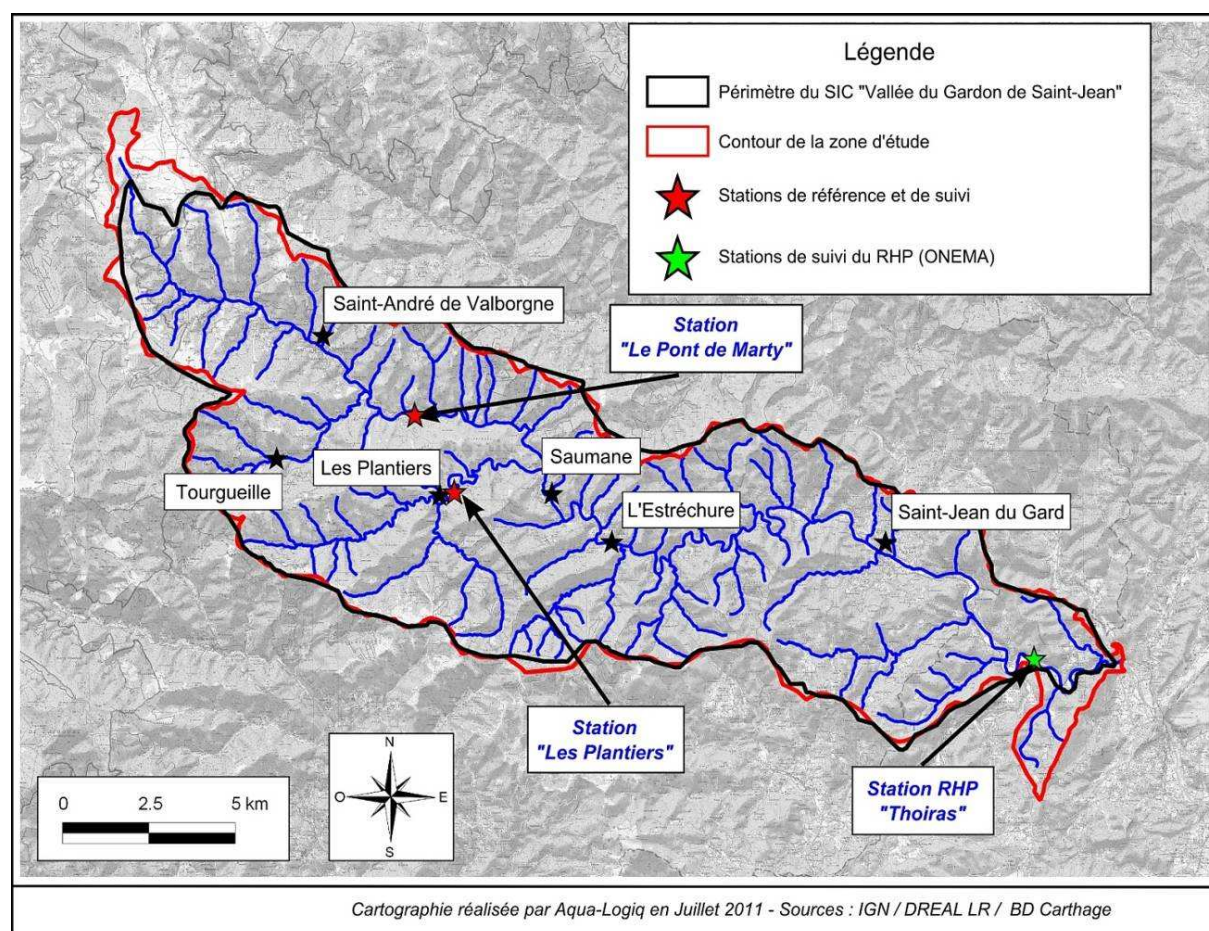 Légende
Périmètre du SIC "Vallée du Gardon de Saint-Jean"
Contour de la zone d'étude
Stations de référence et de suivi
Stations de suivi du RHP (ONEMA)
Saint-André de Valborgne
Station
"Le Pont de Marty"
Les Plantiers
Saumane
Tourgueille
L'Estréchure
Saint-Jean du Gard
Station
"Les Plantiers"
Station RHP
"Thoiras"
N
O
E
S
0 2.5 5 km
Cartographie réalisée par Aqua-Logiq en Juillet 2011 - Sources : IGN / DREAL LR / BD Carthage